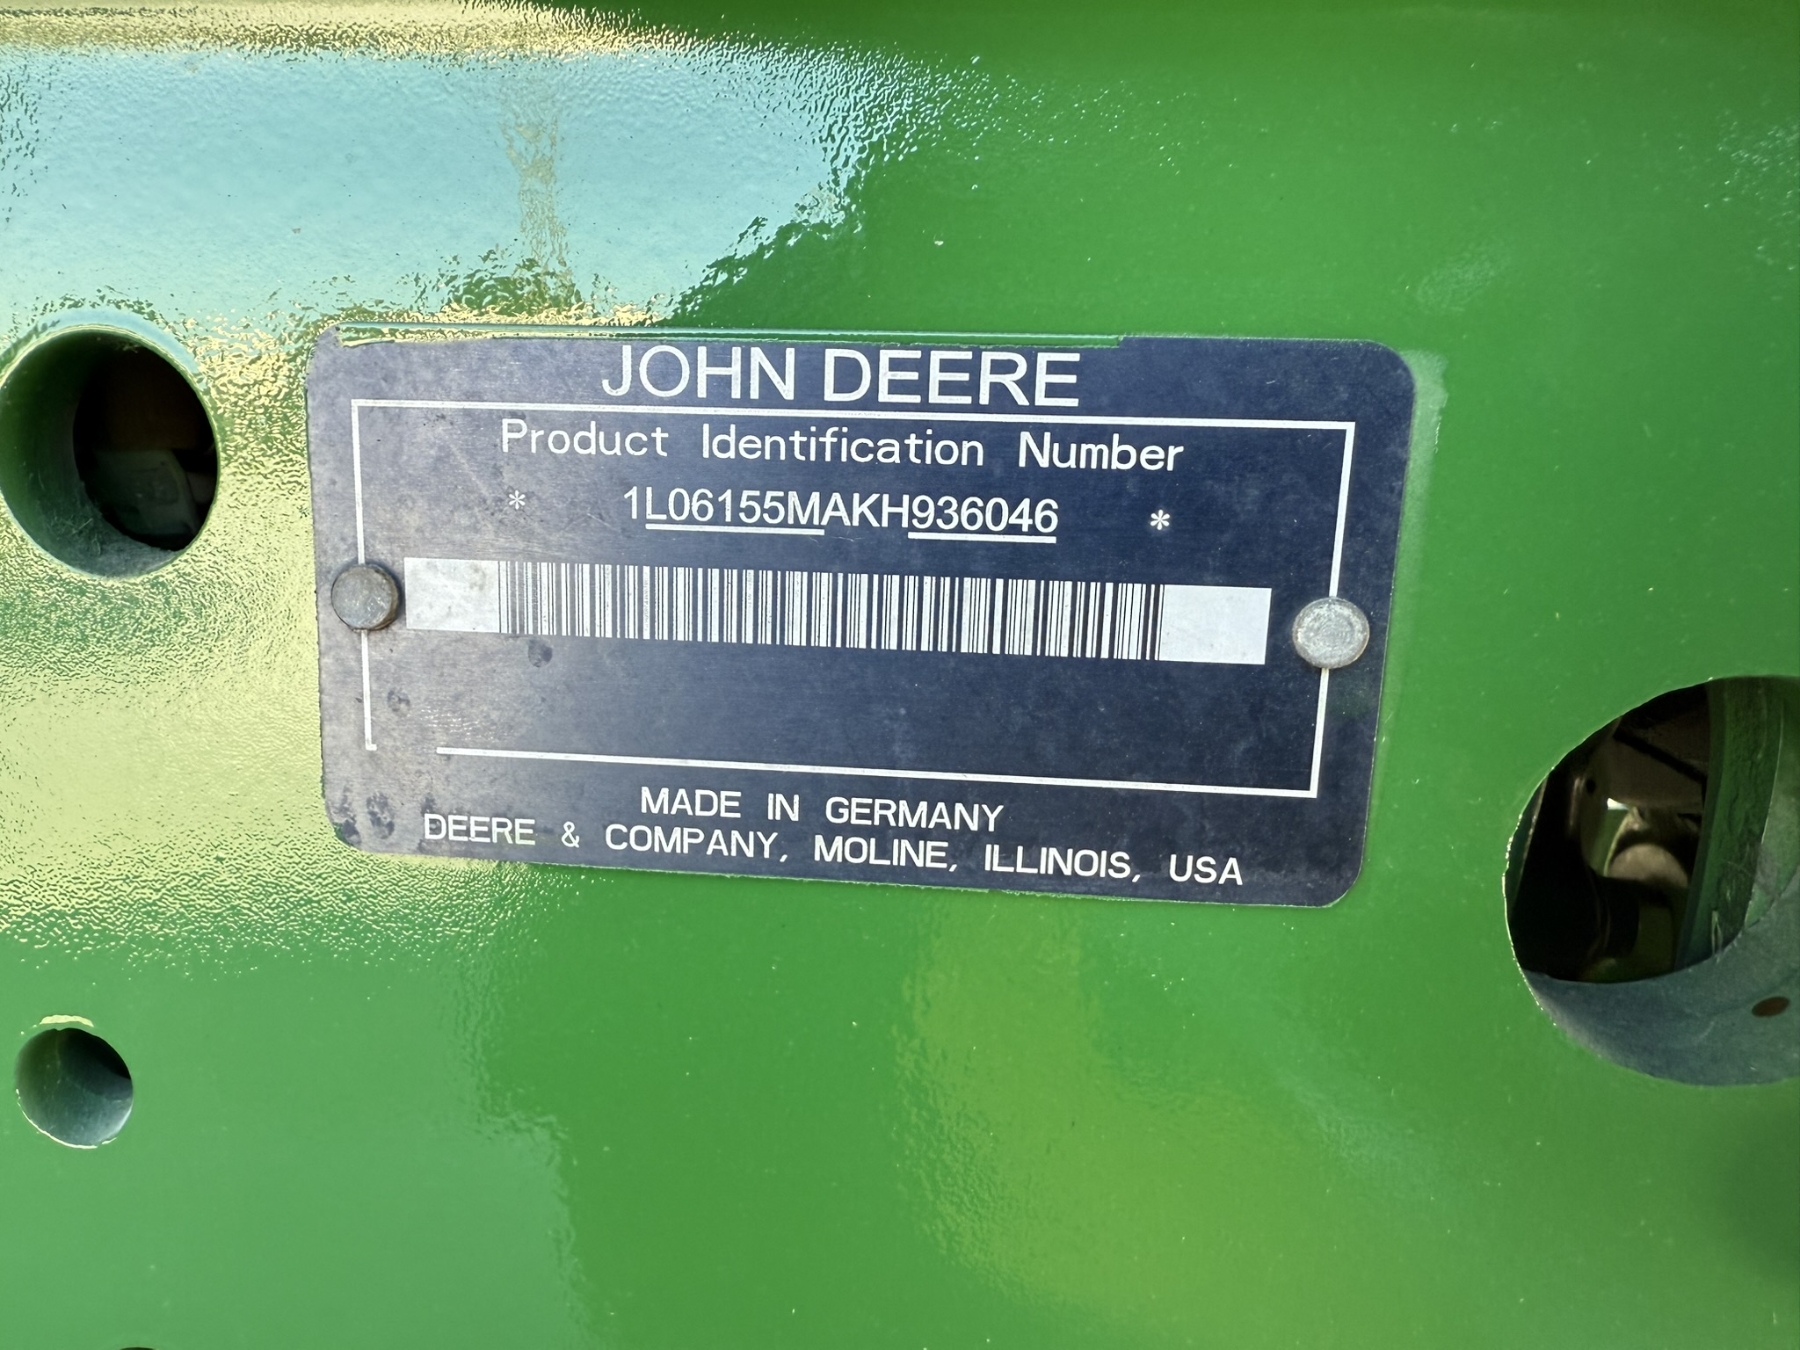 JOHN DEERE
Product Identification Number
* 1L06155MAKH936046 *
MADE IN GERMANY
DEERE & COMPANY, MOLINE, ILLINOIS, USA